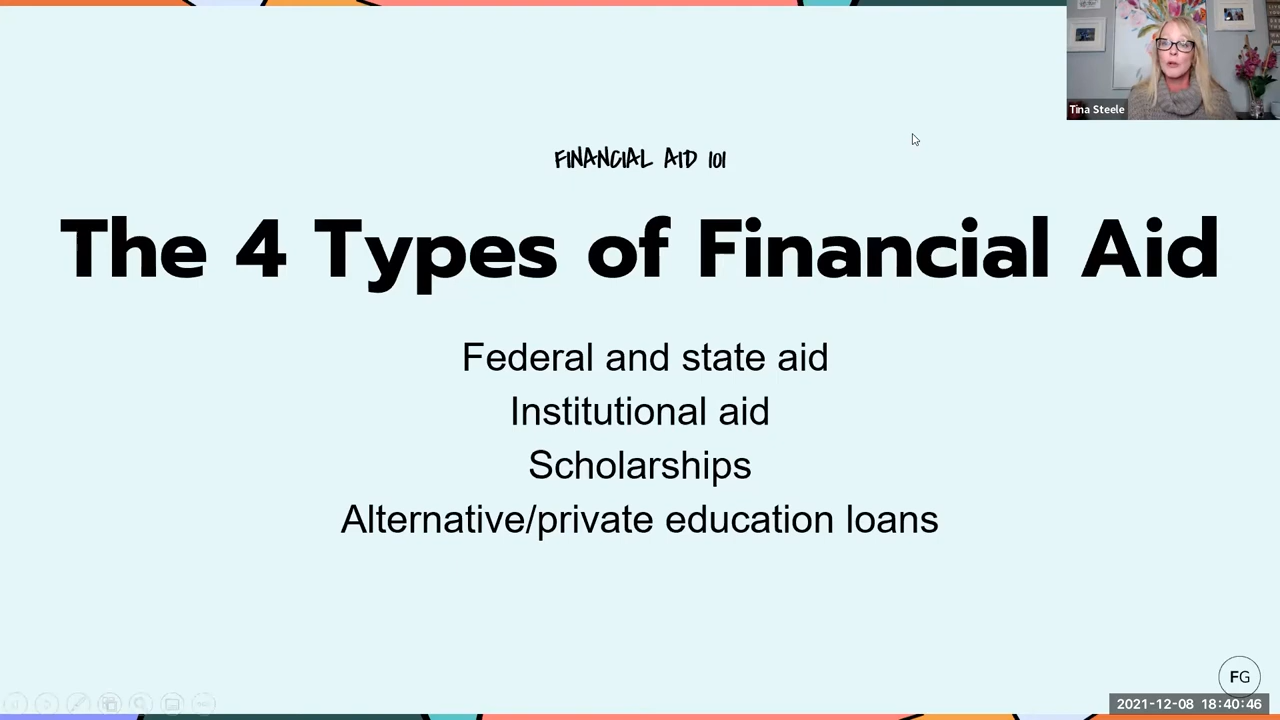 Tina Steele
FINANCIAL AID 101
The 4 Types of Financial Aid
Federal and state aid
Institutional aid
Scholarships
Alternative/private education loans
FG
2021-12-08 18:40:46